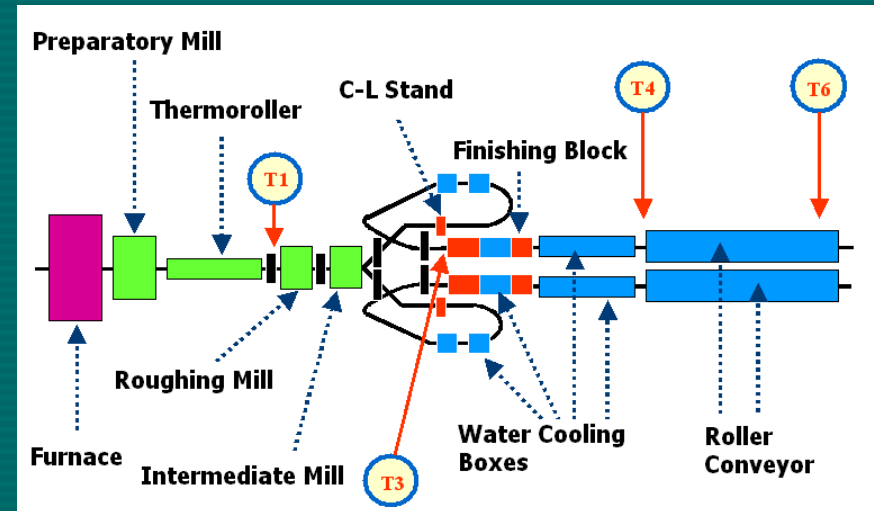 Preparatory Mill
Thermoroller
C-L Stand
T4
T6
Finishing Block
T1
Roughing Mill
Furnace
Intermediate Mill
T3
Water Cooling
Boxes
Roller
Conveyor